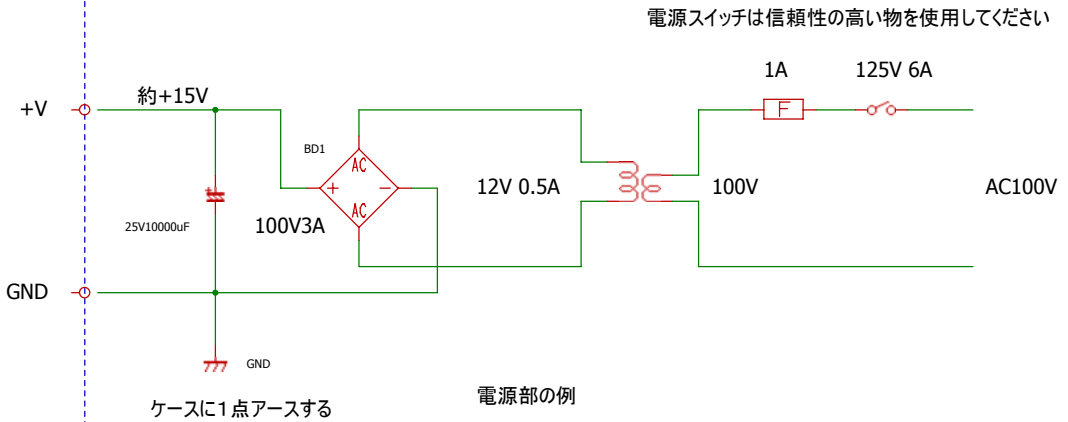 電源スイッチは信頼性の高い物を使用してください
1A
125V 6A
+V
約+15V
F
BD1
AC
+
-
AC
12V 0.5A
100V
AC100V
25V10000uF
100V3A
+
GND
GND
ケースに1点アースする
電源部の例